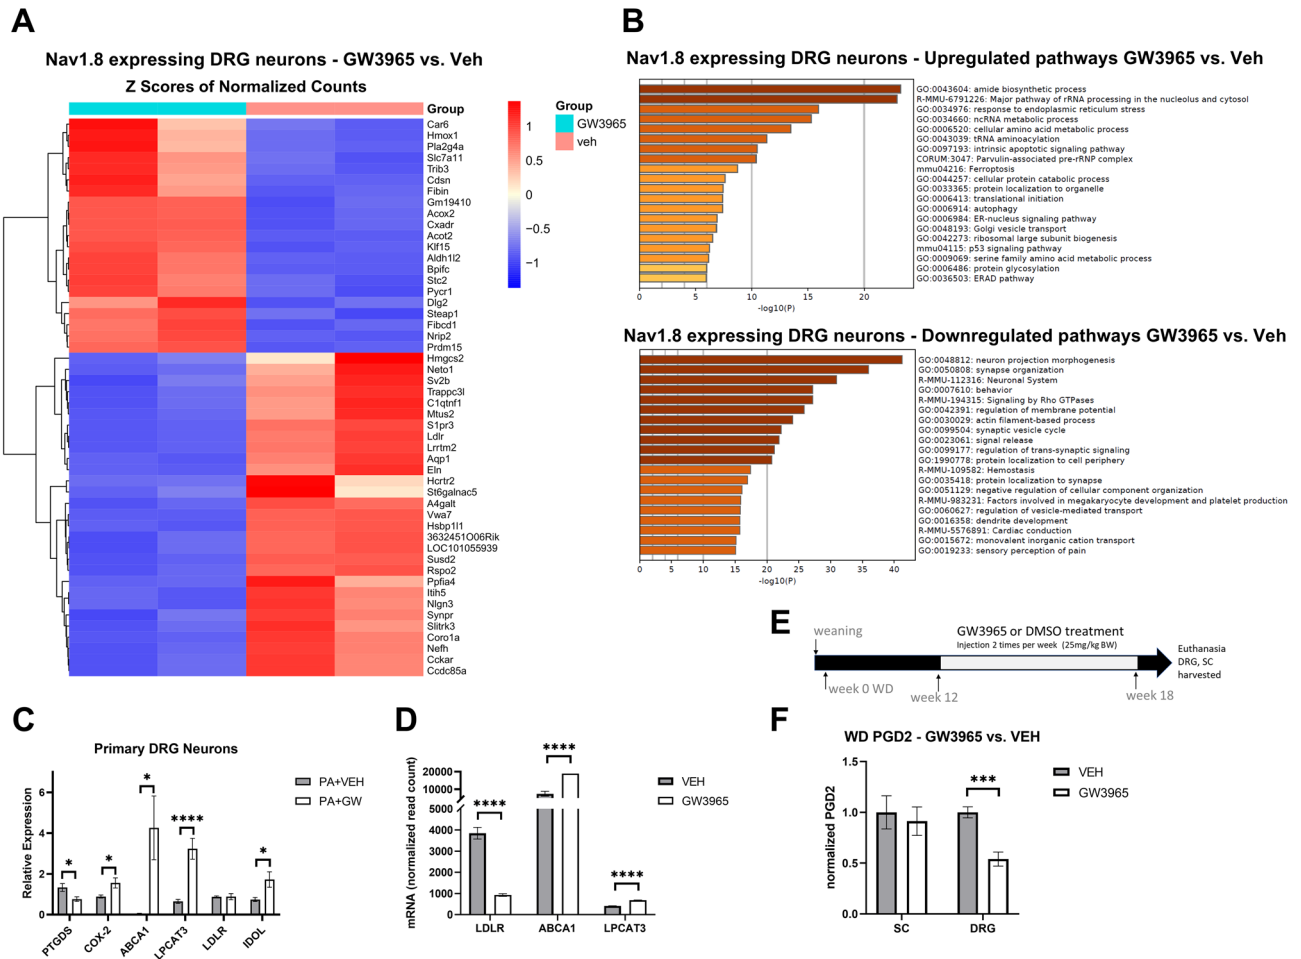 A
Nav1.8 expressing DRG neurons - GW3965 vs. Veh
Z Scores of Normalized Counts
Group
Car6
Hmox1
Pla2g4a
Slc7a11
Trib3
Cdsn
Fibin
Gm19410
Acox2
Cxadr
Acot2
Klf15
Aldh1l2
Bpifc
Stc2
Pycr1
Dlg2
Steap1
Fibcd1
Nrip2
Prdm15
Hmgcs2
Neto1
Sv2b
Trappc3l
C1qtnf1
Mtus2
S1pr3
Ldlr
Lrrtm2
Aqp1
Eln
Hcrtr2
St6galnac5
A4galt
Vwa7
Hsbp1l1
3632451O06Rik
LOC101055939
Susd2
Rspo2
Ppfia4
Itih5
Nlgn3
Synpr
Slitrk3
Coro1a
Nefh
Cckar
Ccdc85a
1
0.5
0
−0.5
−1
Group
GW3965
veh
B
Nav1.8 expressing DRG neurons - Upregulated pathways GW3965 vs. Veh
GO:0043604: amide biosynthetic process
R-MMU-6791226: Major pathway of rRNA processing in the nucleolus and cytosol
GO:0034976: response to endoplasmic reticulum stress
GO:0034660: ncRNA metabolic process
GO:0006520: cellular amino acid metabolic process
GO:0043039: tRNA aminoacylation
GO:0097193: intrinsic apoptotic signaling pathway
CORUM:3047: Parvulin-associated pre-rRNP complex
mmu04216: Ferroptosis
GO:0044257: cellular protein catabolic process
GO:0033365: protein localization to organelle
GO:0006413: translational initiation
GO:0006914: autophagy
GO:0006984: ER-nucleus signaling pathway
GO:0048193: Golgi vesicle transport
GO:0042273: ribosomal large subunit biogenesis
mmu04115: p53 signaling pathway
GO:0009069: serine family amino acid metabolic process
GO:0006486: protein glycosylation
GO:0036503: ERAD pathway
0 5 10 15 20
-log10(P)
Nav1.8 expressing DRG neurons - Downregulated pathways GW3965 vs. Veh
GO:0048812: neuron projection morphogenesis
GO:0050808: synapse organization
R-MMU-112316: Neuronal System
GO:0007610: behavior
R-MMU-194315: Signaling by Rho GTPases
GO:0042391: regulation of membrane potential
GO:0030029: actin filament-based process
GO:0099504: synaptic vesicle cycle
GO:0023061: signal release
GO:0099177: regulation of trans-synaptic signaling
GO:1990778: protein localization to cell periphery
R-MMU-109582: Hemostasis
GO:0035418: protein localization to synapse
GO:0051129: negative regulation of cellular component organization
R-MMU-983231: Factors involved in megakaryocyte development and platelet production
GO:0060627: regulation of vesicle-mediated transport
GO:0016358: dendrite development
R-MMU-5576891: Cardiac conduction
GO:0015672: monovalent inorganic cation transport
GO:0019233: sensory perception of pain
0 5 10 15 20 25 30 35 40
-log10(P)
E
weaning
GW3965 or DMSO treatment
Injection 2 times per week (25mg/kg BW)
week 0 WD
week 12
week 18
Euthanasia
DRG, SC
harvested
C
Primary DRG Neurons
Relative Expression
6
4
2
0
* * * **** *
PTGDS COX-2 ABCA1 LPCAT3 LDLR IDOL
PA+VEH
PA+GW
D
mRNA (normalized read count)
20000
10000
5000
4000
3000
2000
1000
0
**** **** ****
LDLR ABCA1 LPCAT3
VEH
GW3965
F
WD PGD2 - GW3965 vs. VEH
normalized PGD2
1.5
1.0
0.5
0.0
***
SC DRG
VEH
GW3965